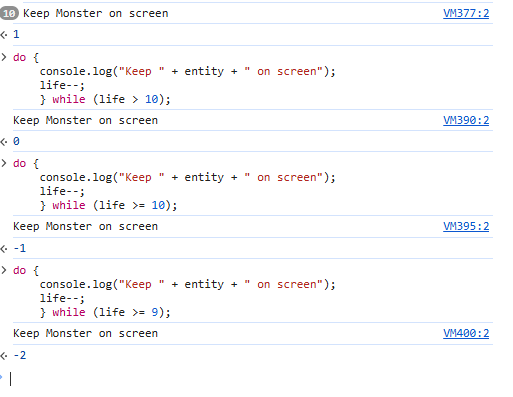 10 Keep Monster on screen VM377:2
1
do {
console.log("Keep " + entity + " on screen");
life--;
} while (life > 10);
Keep Monster on screen VM390:2
0
do {
console.log("Keep " + entity + " on screen");
life--;
} while (life >= 10);
Keep Monster on screen VM395:2
-1
do {
console.log("Keep " + entity + " on screen");
life--;
} while (life >= 9);
Keep Monster on screen VM400:2
-2